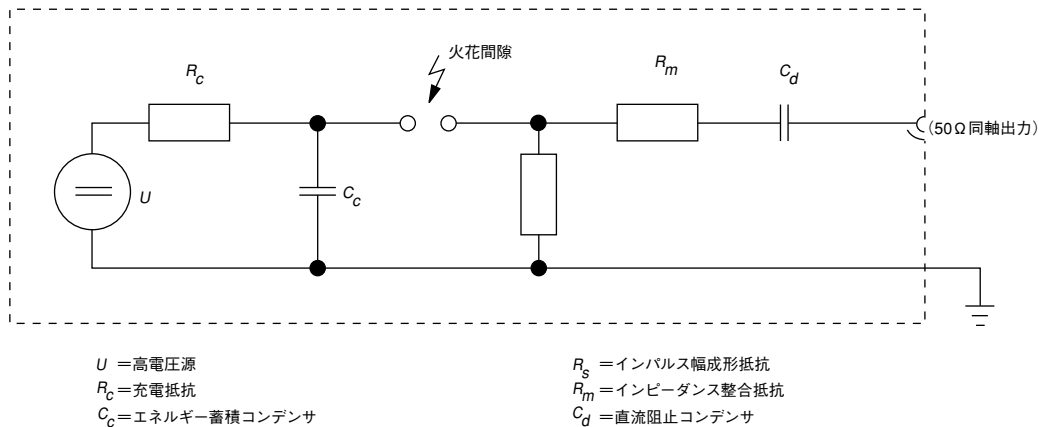 火花間隙
Rc
Rm
Cd
(50Ω同軸出力)
U
Cc
U =高電圧源
Rc=充電抵抗
Cc=エネルギー蓄積コンデンサ
Rs =インパルス幅成形抵抗
Rm=インピーダンス整合抵抗
Cd =直流阻止コンデンサ